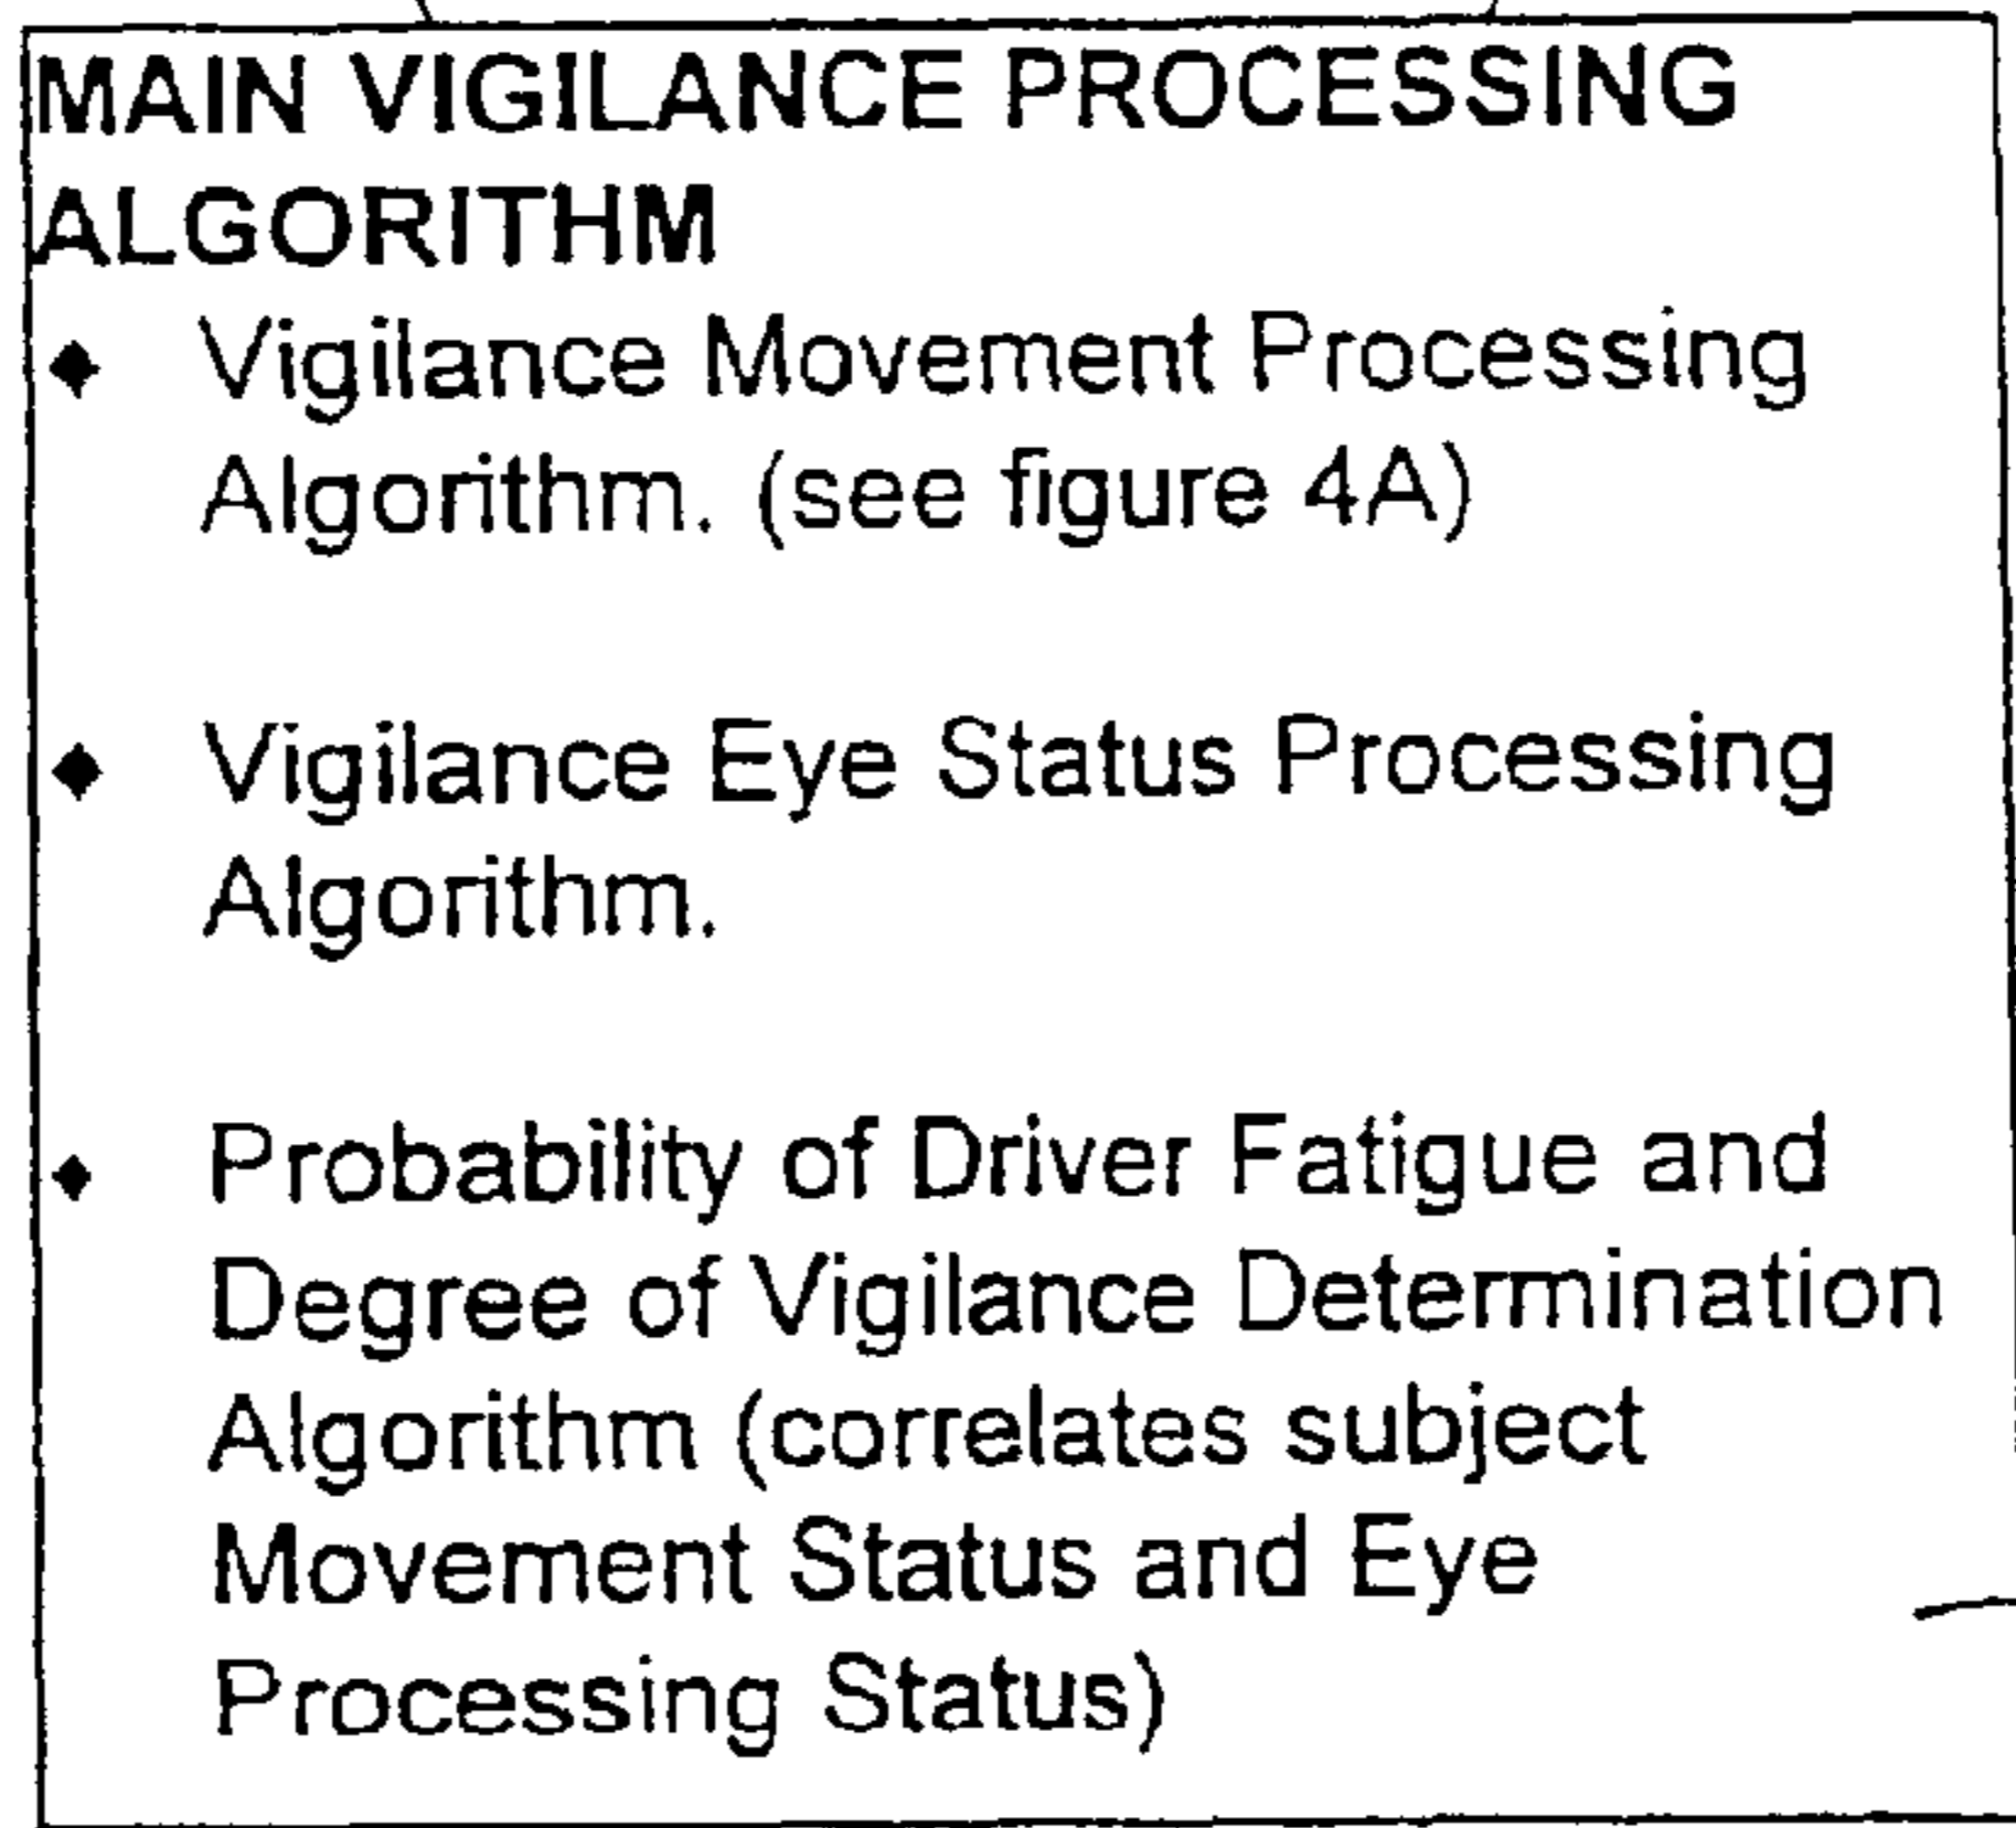 MAIN VIGILANCE PROCESSING
ALGORITHM
♦ Vigilance Movement Processing
Algorithm. (see figure 4A)
♦ Vigilance Eye Status Processing
Algorithm.
♦ Probability of Driver Fatigue and
Degree of Vigilance Determination
Algorithm (correlates subject
Movement Status and Eye
Processing Status)